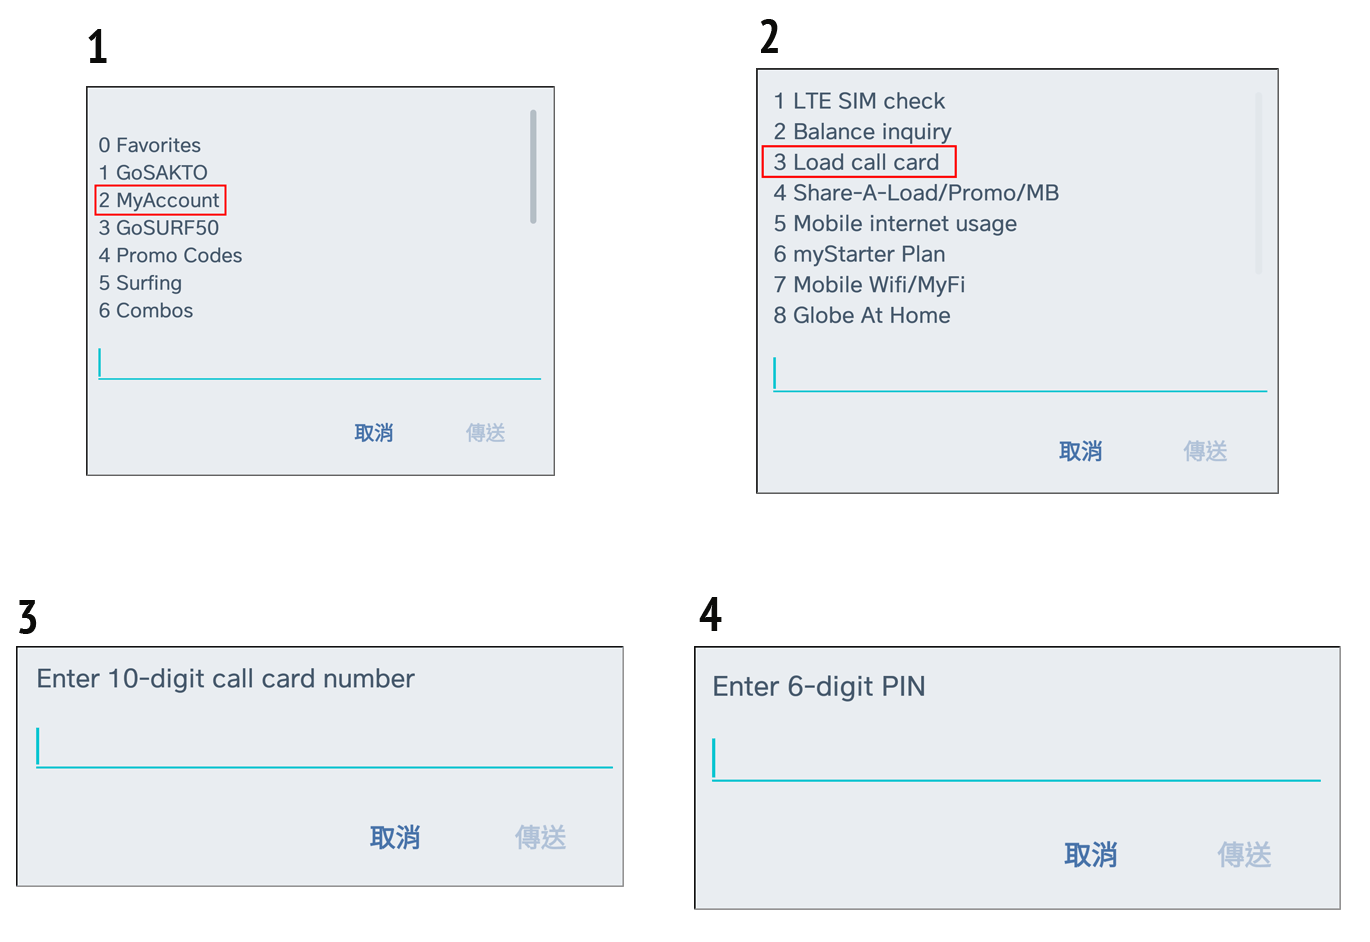 1
0 Favorites
1 GoSAKTO
2 MyAccount
3 GoSURF50
4 Promo Codes
5 Surfing
6 Combos
取消 傳送
2
1 LTE SIM check
2 Balance inquiry
3 Load call card
4 Share-A-Load/Promo/MB
5 Mobile internet usage
6 myStarter Plan
7 Mobile Wifi/MyFi
8 Globe At Home
取消 傳送
3
Enter 10-digit call card number
取消 傳送
4
Enter 6-digit PIN
取消 傳送